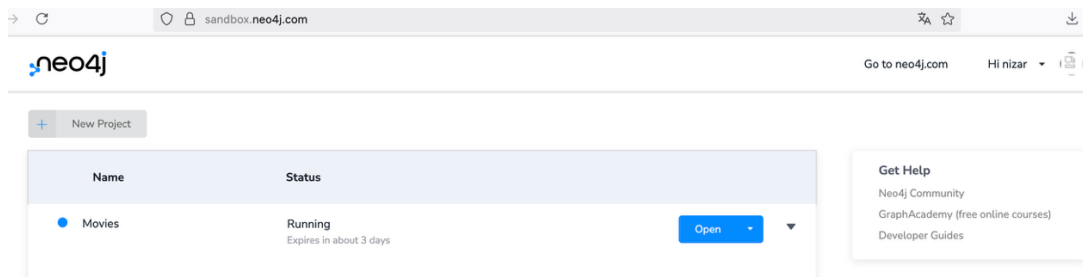 sandbox.neo4j.com
neo4j
Go to neo4j.com
Hi nizar
+ New Project
Name
Status
Movies
Running
Expires in about 3 days
Open
Get Help
Neo4j Community
GraphAcademy (free online courses)
Developer Guides